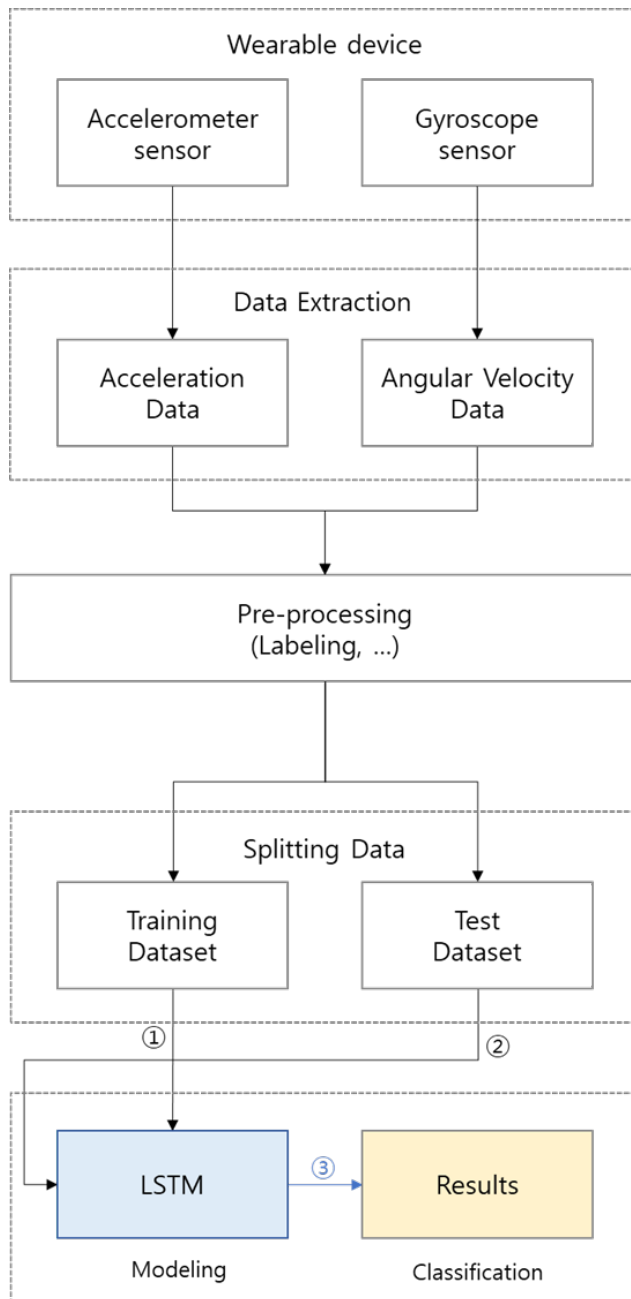 Wearable device
Accelerometer
sensor
Gyroscope
sensor
Data Extraction
Acceleration
Data
Angular Velocity
Data
Pre-processing
(Labeling, ...)
Splitting Data
Training
Dataset
Test
Dataset
①
②
LSTM
③
Results
Modeling
Classification